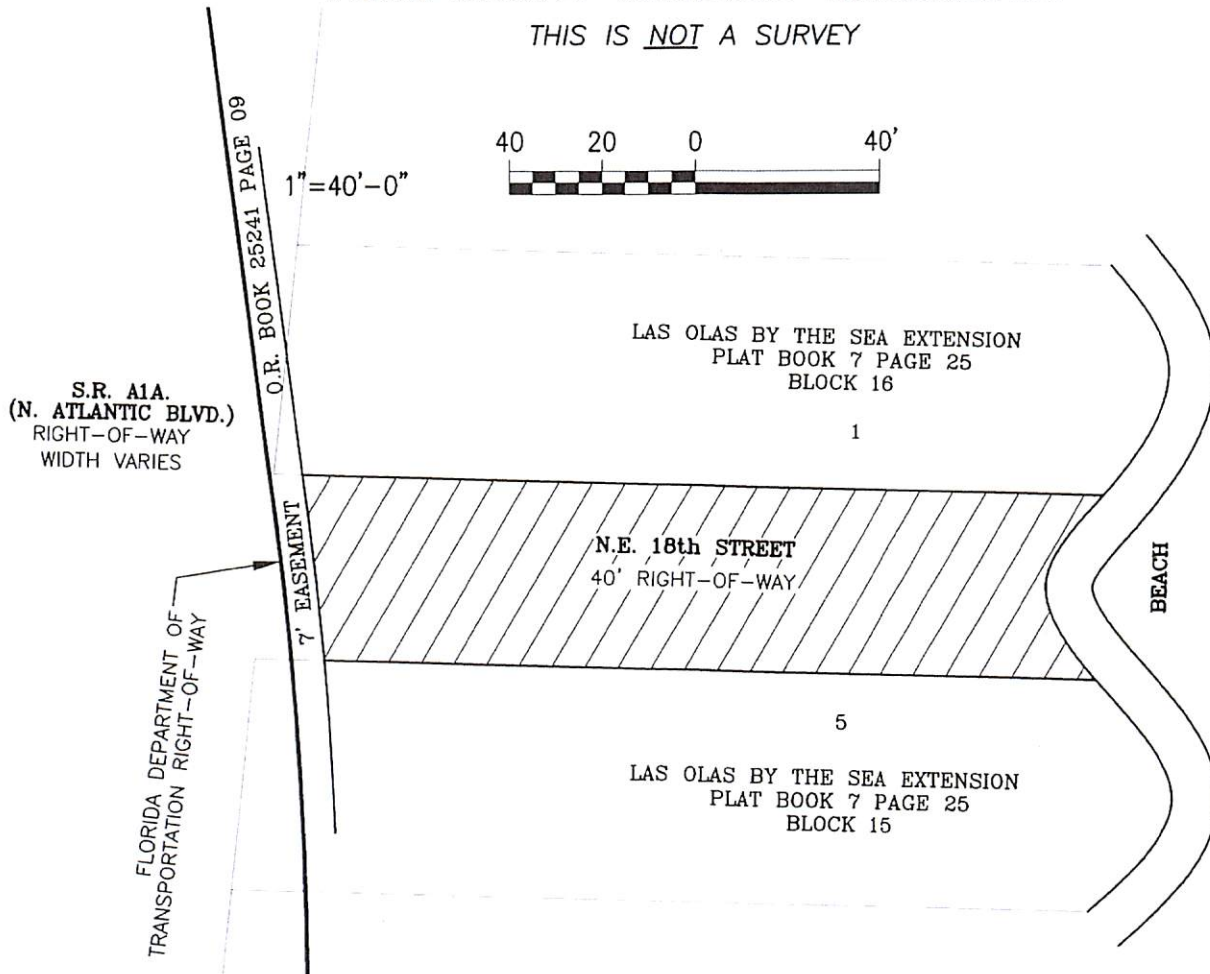 THIS IS NOT A SURVEY
40 20 0 40'
1"=40'-0"
O.R. BOOK 25241 PAGE 09
S.R. A1A.
(N. ATLANTIC BLVD.)
RIGHT-OF-WAY
WIDTH VARIES
LAS OLAS BY THE SEA EXTENSION
PLAT BOOK 7 PAGE 25
BLOCK 16
1
7' EASEMENT
N.E. 18th STREET
40' RIGHT-OF-WAY
BEACH
FLORIDA DEPARTMENT OF
TRANSPORTATION RIGHT-OF-WAY
5
LAS OLAS BY THE SEA EXTENSION
PLAT BOOK 7 PAGE 25
BLOCK 15